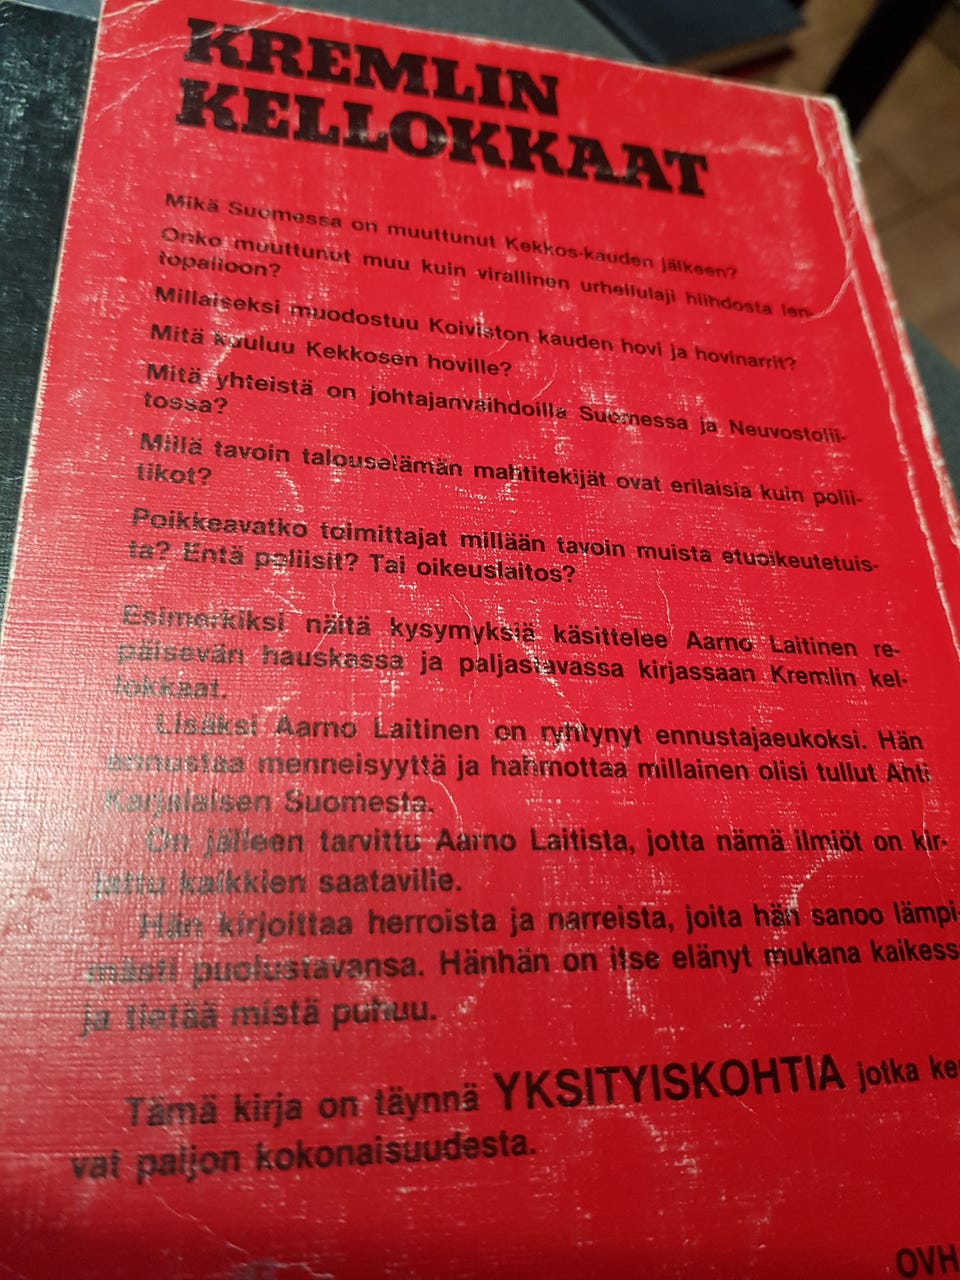 KREMLIN
KELLOKKAAT
Mikä Suomessa on muuttunut Kekkos-kauden jälkeen?
Onko muuttunut muu kuin virallinen urheilulaji hiihdosta len-
topalloon?
Millaiseksi muodostuu Koiviston kauden hovi ja hovinarrit?
Mitä kuuluu Kekkosen hoville?
Mitä yhteistä on johtajanvaihdoilla Suomessa ja Neuvostolii-
tossa?
Millä tavoin talouselämän mahtitekijät ovat erilaisia kuin polii-
tikot?
Poikkeavatko toimittajat millään tavoin muista etuoikeutetuis-
ta? Entä poliisit? Tai oikeuslaitos?
Esimerkiksi näitä kysymyksiä käsittelee Aarno Laitinen re-
päisevän hauskassa ja paljastavassa kirjassaan Kremlin kel-
lokkaat.
Lisäksi Aarno Laitinen on ryhtynyt ennustajaeukoksi. Hän
ennustaa menneisyyttä ja hahmottaa millainen olisi tullut Ahti
Karjalaisen Suomesta.
On jälleen tarvittu Aarno Laitista, jotta nämä ilmiöt on kir-
jattu kaikkien saataville.
Hän kirjoittaa herroista ja narreista, joita hän sanoo lämpi-
mästi puolustavansa. Hänhän on itse elänyt mukana kaikess
ja tietää mistä puhuu.
Tämä kirja on täynnä YKSITYISKOHTIA jotka ke
vat paljon kokonaisuudesta.
OVH